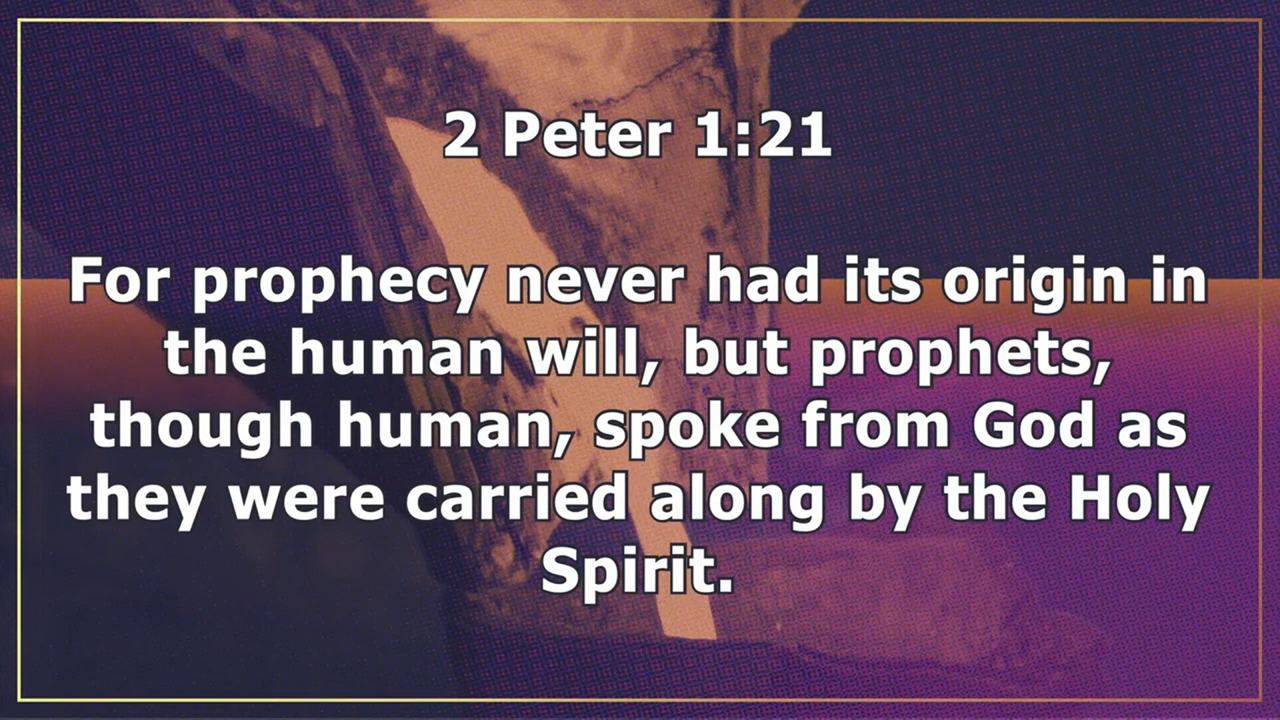 2 Peter 1:21
For prophecy never had its origin in
the human will, but prophets,
though human, spoke from God as
they were carried along by the Holy
Spirit.